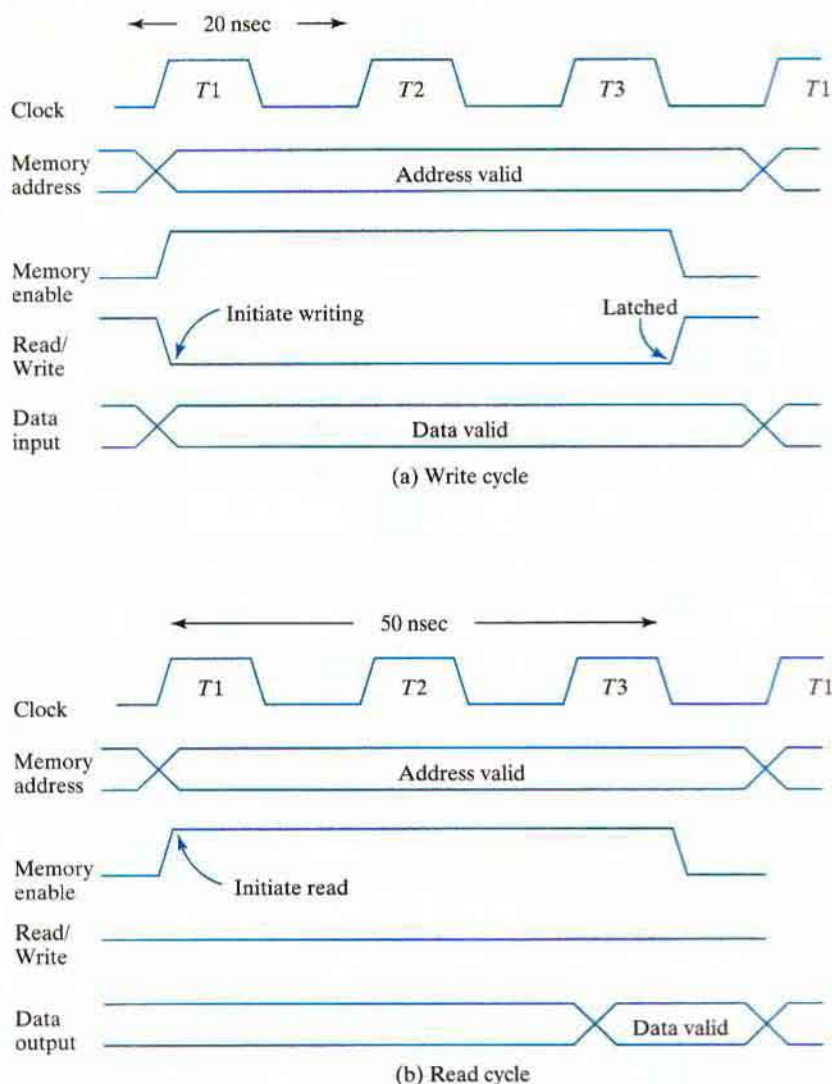 20 nsec
T1 T2 T3 T1
Clock
Memory
address
Address valid
Memory
enable
Initiate writing
Latched
Read/
Write
Data
input
Data valid
(a) Write cycle
50 nsec
T1 T2 T3 T1
Clock
Memory
address
Address valid
Memory
enable
Initiate read
Read/
Write
Data
output
Data valid
(b) Read cycle